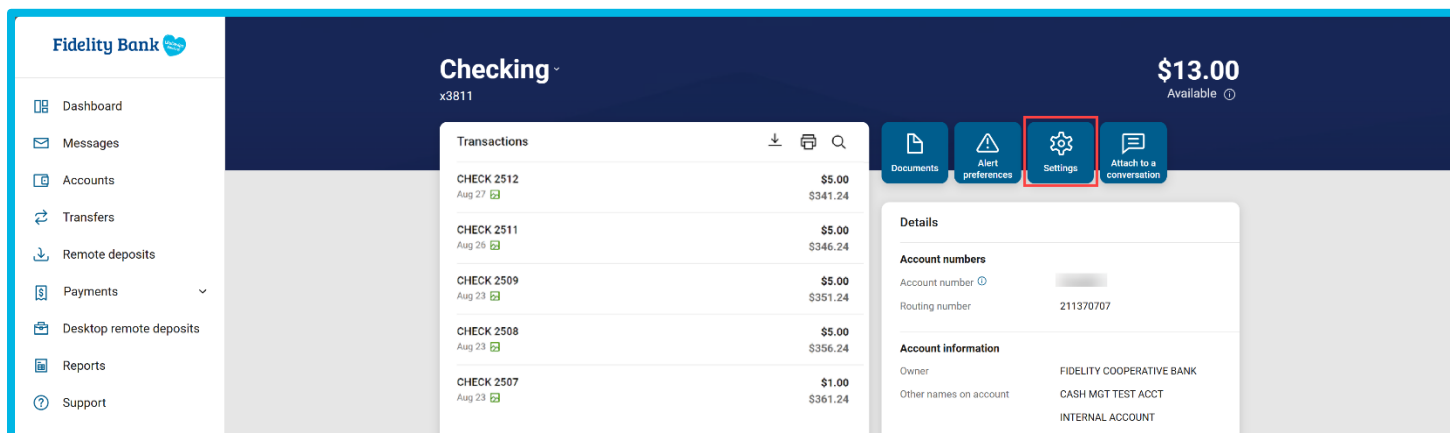 Fidelity Bank
Dashboard
Messages
Accounts
Transfers
Remote deposits
Payments
Desktop remote deposits
Reports
Support
Checking
x3811
$13.00
Available
Transactions
CHECK 2512 $5.00
Aug 27 $341.24
CHECK 2511 $5.00
Aug 26 $346.24
CHECK 2509 $5.00
Aug 23 $351.24
CHECK 2508 $5.00
Aug 23 $356.24
CHECK 2507 $1.00
Aug 23 $361.24
Documents
Alert
preferences
Settings
Attach to a
conversation
Details
Account numbers
Account number
Routing number 211370707
Account information
Owner FIDELITY COOPERATIVE BANK
Other names on account CASH MGT TEST ACCT
INTERNAL ACCOUNT